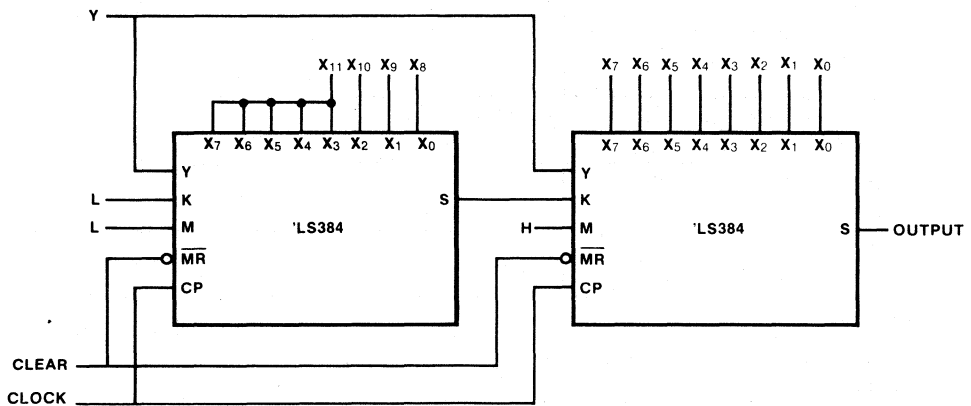 Y
X11 X10 X9 X8
X7 X6 X5 X4 X3 X2 X1 X0
X7 X6 X5 X4 X3 X2 X1 X0
X7 X6 X5 X4 X3 X2 X1 X0
Y
L K
L M
MR
CP
'LS384
S
Y
K
H M
MR
CP
'LS384
S OUTPUT
CLEAR
CLOCK